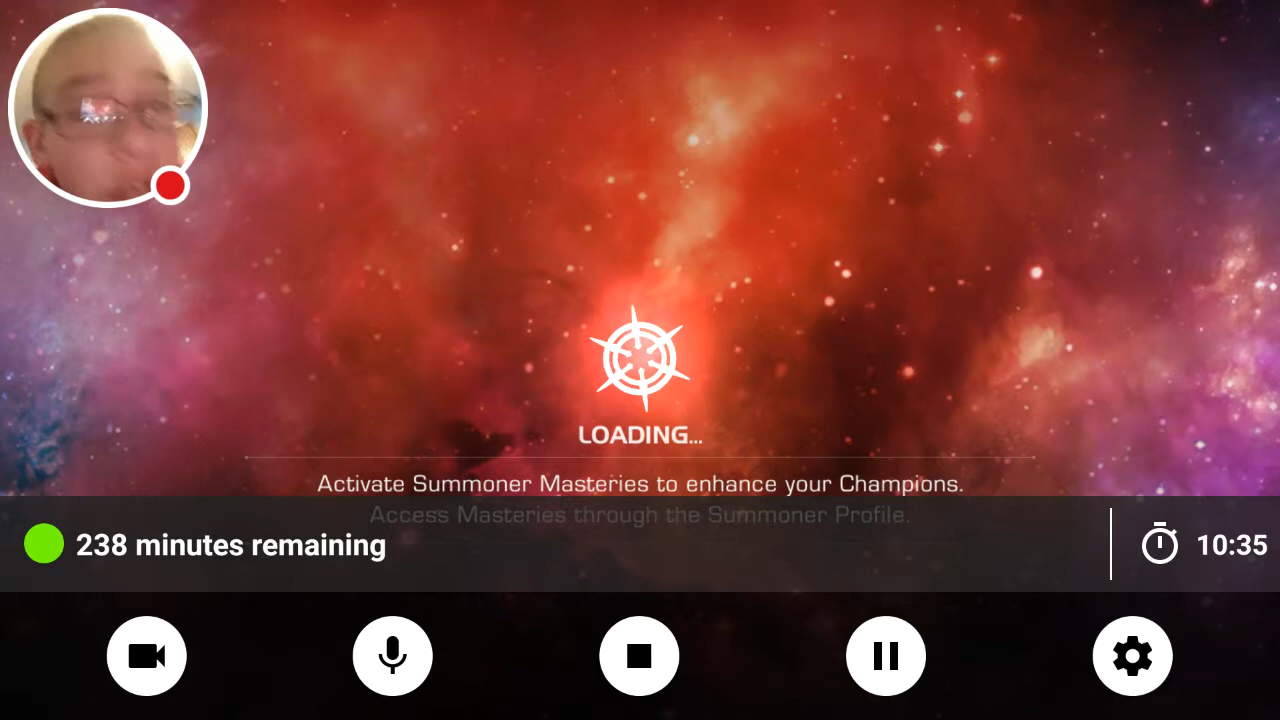 LOADING...
Activate Summoner Masteries to enhance your Champions.
Access Masteries through the Summoner Profile.
238 minutes remaining
10:35